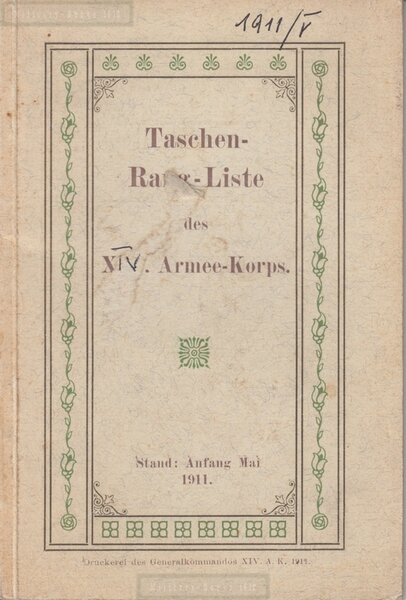 1911/V
Taschen-
Rang-Liste
des
XIV. Armee-Korps.
Stand: Anfang Mai
1911.
Druckerei des Generalkommandos XIV. A. K. 1911.